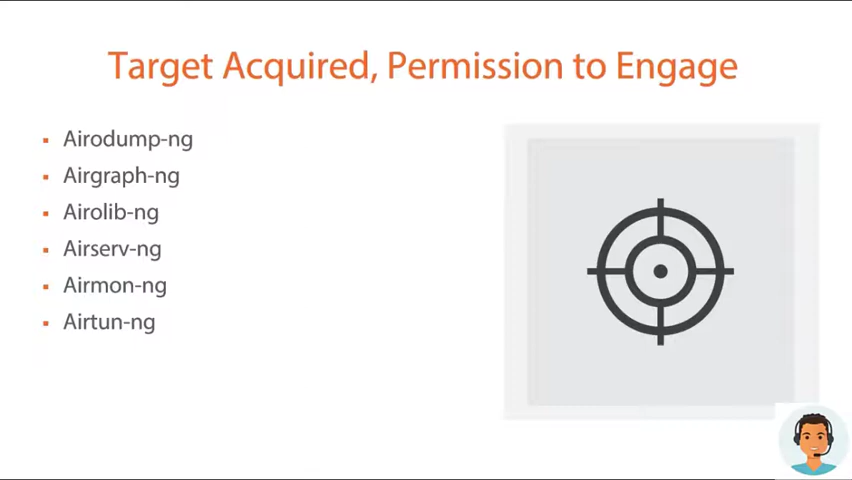 Target Acquired, Permission to Engage
▪ Airodump-ng
▪ Airgraph-ng
▪ Airolib-ng
▪ Airserv-ng
▪ Airmon-ng
▪ Airtun-ng